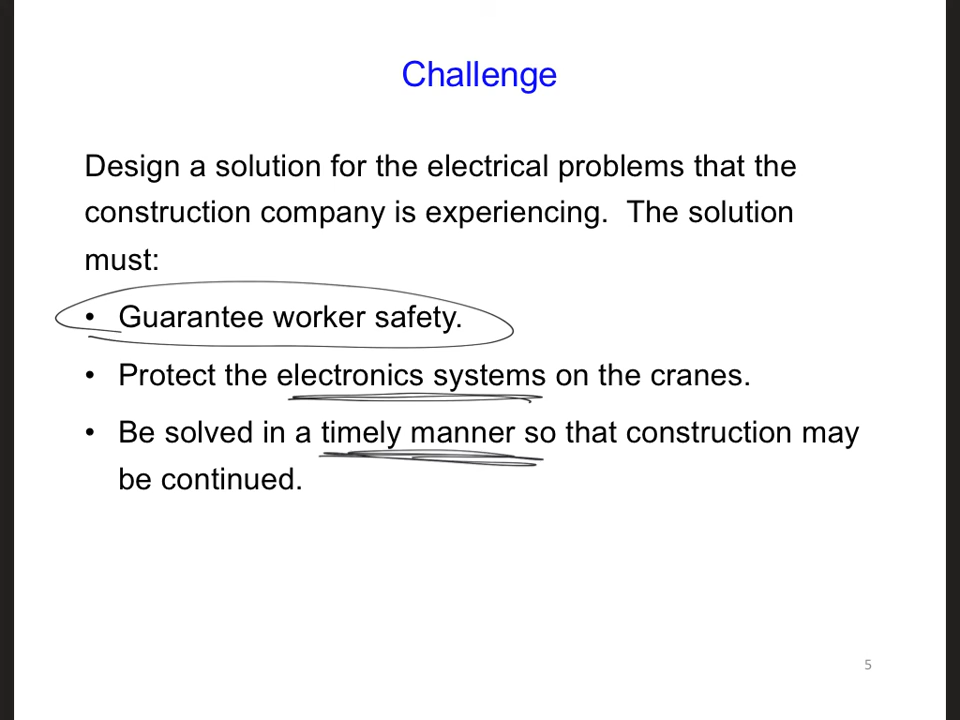 Challenge
Design a solution for the electrical problems that the
construction company is experiencing.  The solution
must:
• Guarantee worker safety.
• Protect the electronics systems on the cranes.
• Be solved in a timely manner so that construction may
be continued.
5